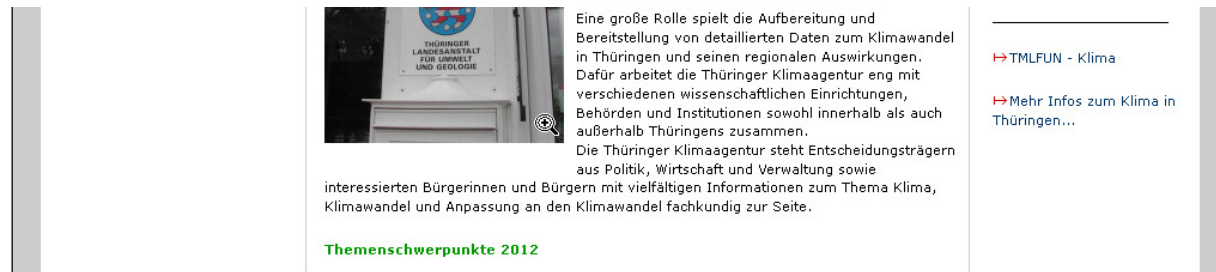 THÜRINGER
LANDESANSTALT
FÜR UMWELT
UND GEOLOGIE
Eine große Rolle spielt die Aufbereitung und
Bereitstellung von detaillierten Daten zum Klimawandel
in Thüringen und seinen regionalen Auswirkungen.
Dafür arbeitet die Thüringer Klimaagentur eng mit
verschiedenen wissenschaftlichen Einrichtungen,
Behörden und Institutionen sowohl innerhalb als auch
außerhalb Thüringens zusammen.
Die Thüringer Klimaagentur steht Entscheidungsträgern
aus Politik, Wirtschaft und Verwaltung sowie
interessierten Bürgerinnen und Bürgern mit vielfältigen Informationen zum Thema Klima,
Klimawandel und Anpassung an den Klimawandel fachkundig zur Seite.
Themenschwerpunkte 2012
TMLFUN - Klima
Mehr Infos zum Klima in
Thüringen...